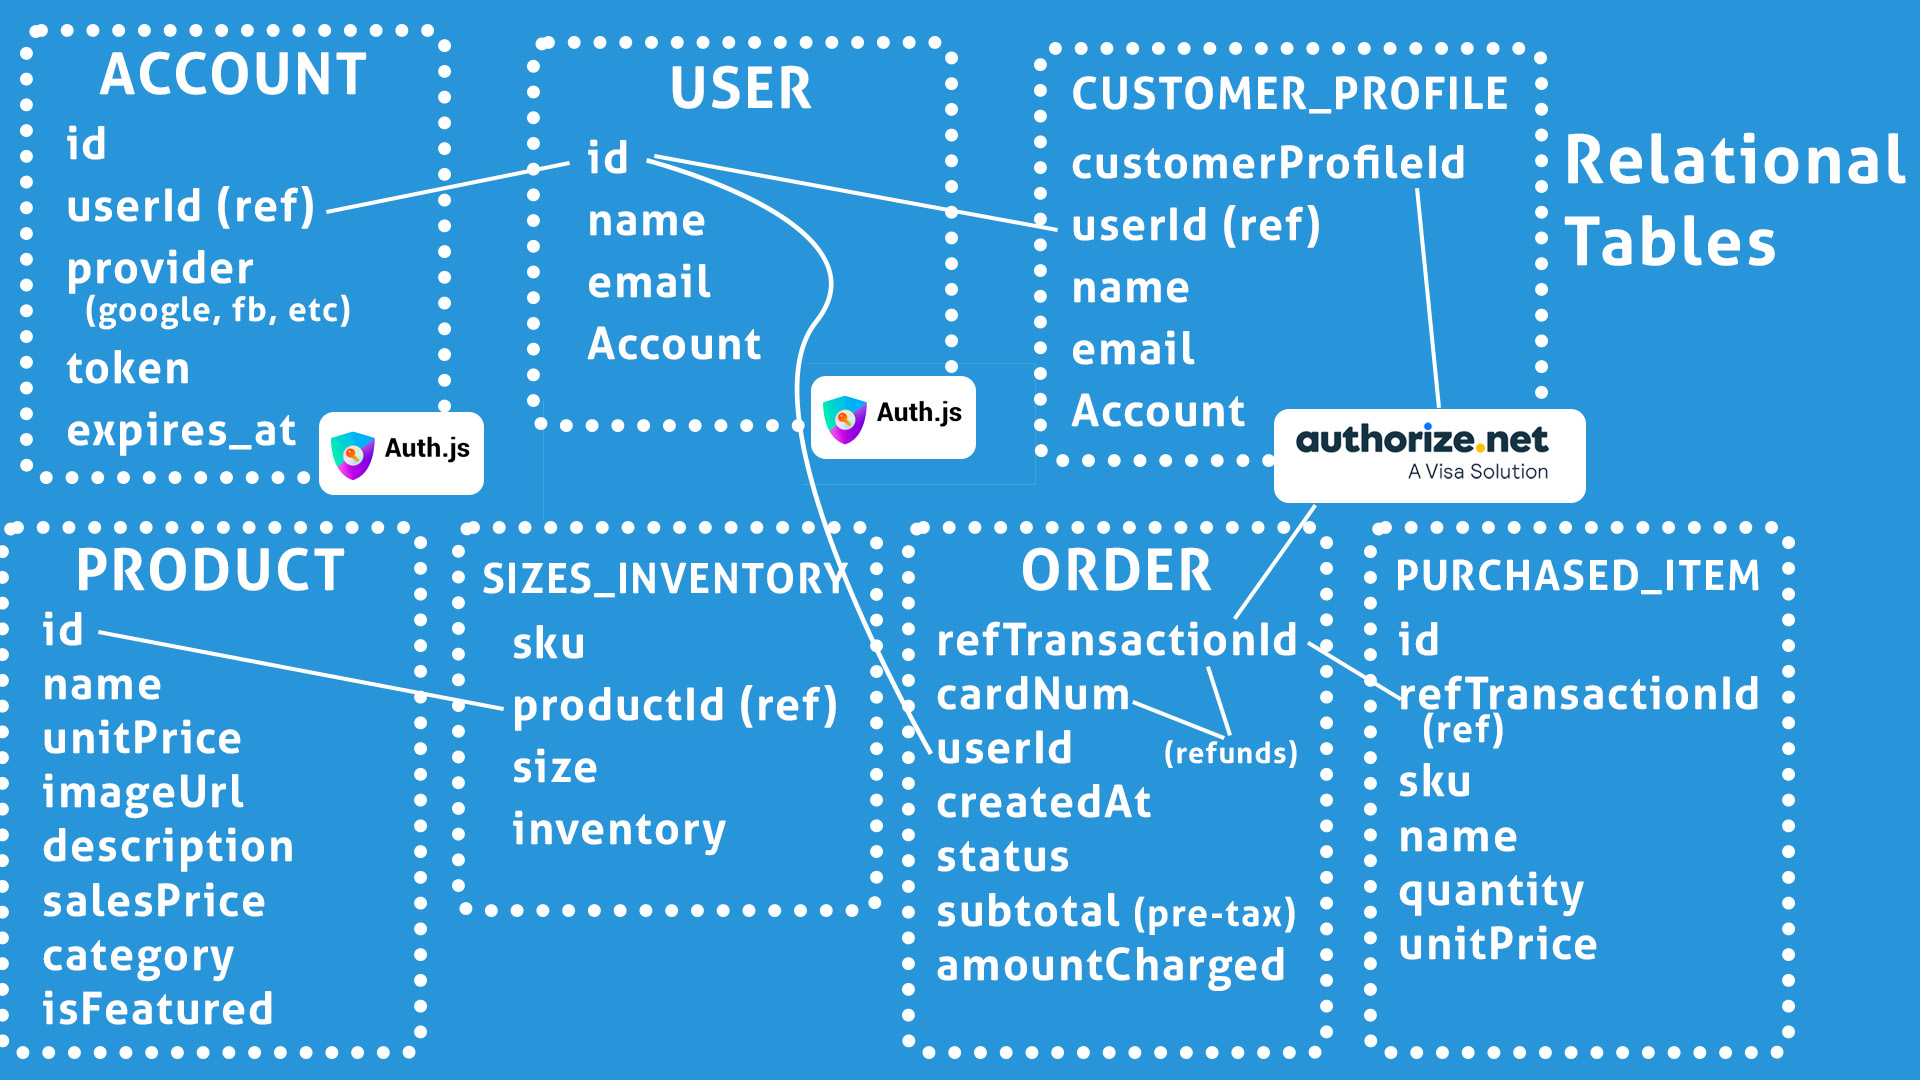 ACCOUNT
id
userId (ref)
provider
(google, fb, etc)
token
expires_at
Auth.js
USER
id
name
email
Account
Auth.js
CUSTOMER_PROFILE
customerProfileId
userId (ref)
name
email
Account
authorize.net
A Visa Solution
Relational
Tables
PRODUCT
id
name
unitPrice
imageUrl
description
salesPrice
category
isFeatured
SIZES_INVENTORY
sku
productId (ref)
size
inventory
ORDER
refTransactionId
cardNum
userId
(refunds)
createdAt
status
subtotal (pre-tax)
amountCharged
PURCHASED_ITEM
id
refTransactionId
(ref)
sku
name
quantity
unitPrice